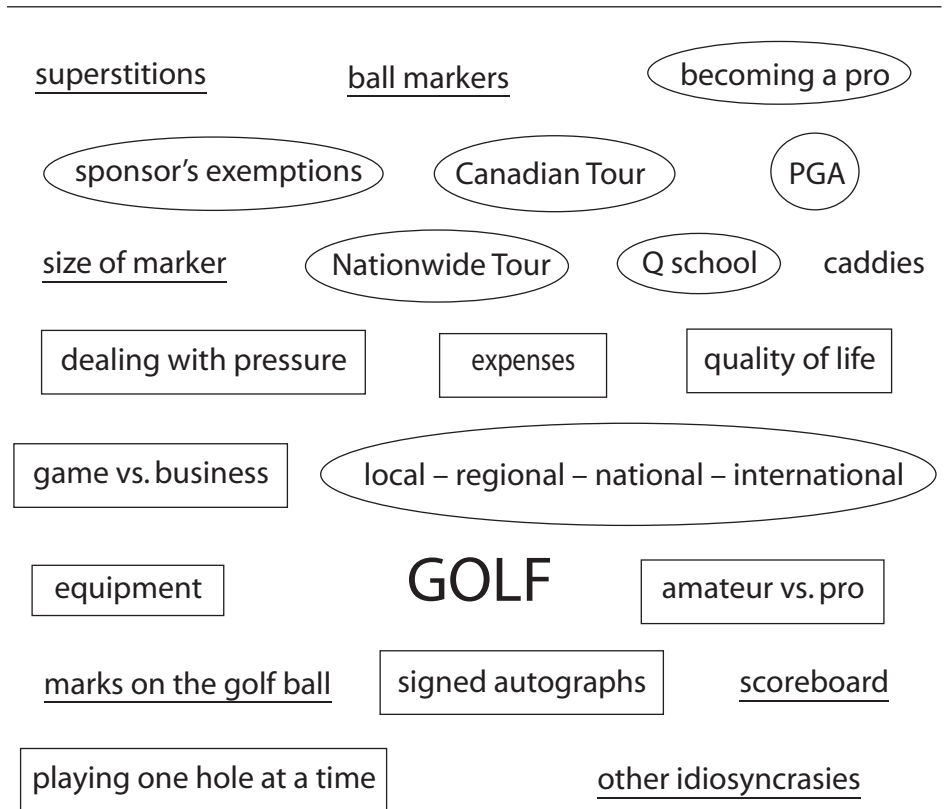 superstitions ball markers becoming a pro
sponsor’s exemptions Canadian Tour PGA
size of marker Nationwide Tour Q school caddies
dealing with pressure expenses quality of life
game vs. business local – regional – national – international
equipment GOLF amateur vs. pro
marks on the golf ball signed autographs scoreboard
playing one hole at a time other idiosyncrasies